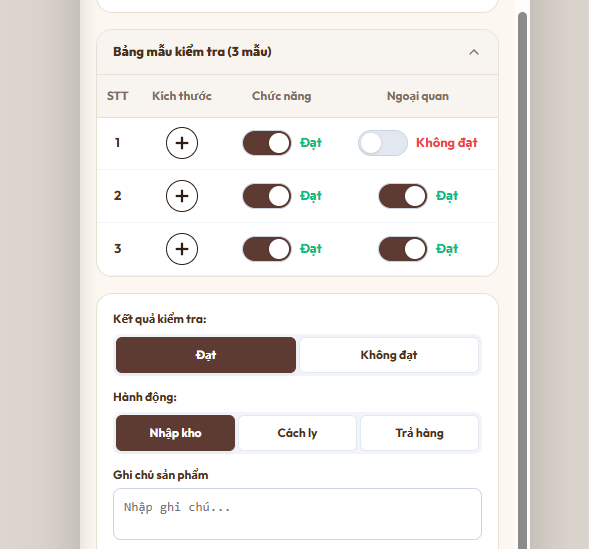 Bảng mẫu kiểm tra (3 mẫu)
STT Kích thước Chức năng Ngoại quan
1 Đạt Không đạt
2 Đạt Đạt
3 Đạt Đạt
Kết quả kiểm tra:
Đạt Không đạt
Hành động:
Nhập kho Cách ly Trả hàng
Ghi chú sản phẩm
Nhập ghi chú...